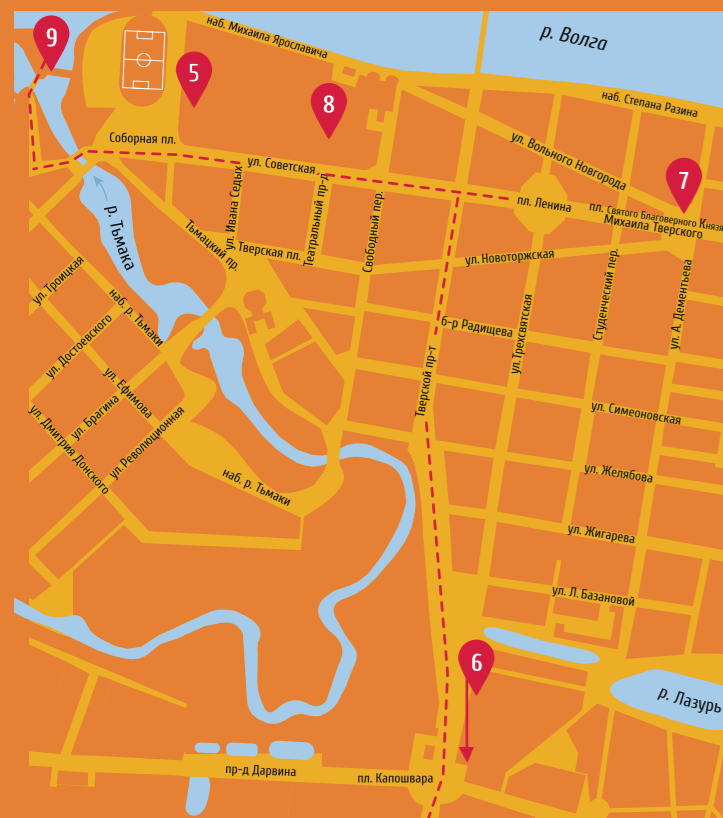 9
наб. Михаила Ярославича
р. Волга
5
8
наб. Степана Разина
Соборная пл.
ул. Советская
ул. Вольного Новгорода
7
пл. Ленина
пл. Святого Благоверного Князя
Михаила Тверского
р. Тьмака
ул. Ивана Седых
Театральный пр-д
Свободный пер.
Тьмацкий пр.
Тверская пл.
ул. Новоторжская
Студенческий пер.
ул. А. Дементьева
ул. Троицкая
наб. р. Тьмаки
б-р Радищева
ул.Трехсвятская
ул. Достоевского
Тверской пр-т
ул. Ефимова
ул. Брагина
ул. Дмитрия Донского
ул.Революционная
ул. Симеоновская
наб. р. Тьмаки
ул. Желябова
ул. Жигарева
ул. Л. Базановой
6
р. Лазурь
пр-д Дарвина
пл. Капошвара